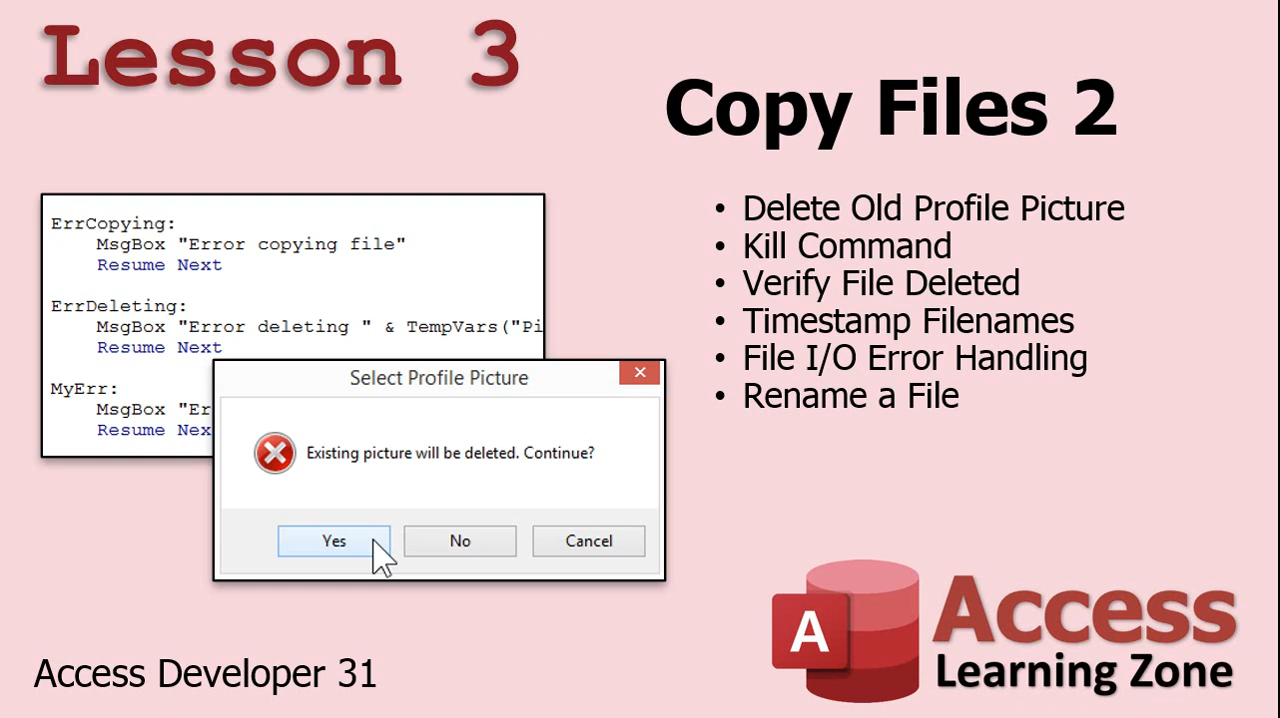 Lesson 3
Copy Files 2
ErrCopying:
MsgBox "Error copying file"
Resume Next
ErrDeleting:
MsgBox "Error deleting " & TempVars("Pi
Resume Next
MyErr:
MsgBox "Er
Resume Nex
Select Profile Picture
Existing picture will be deleted. Continue?
Yes No Cancel
• Delete Old Profile Picture
• Kill Command
• Verify File Deleted
• Timestamp Filenames
• File I/O Error Handling
• Rename a File
Access Developer 31
A
Access
Learning Zone